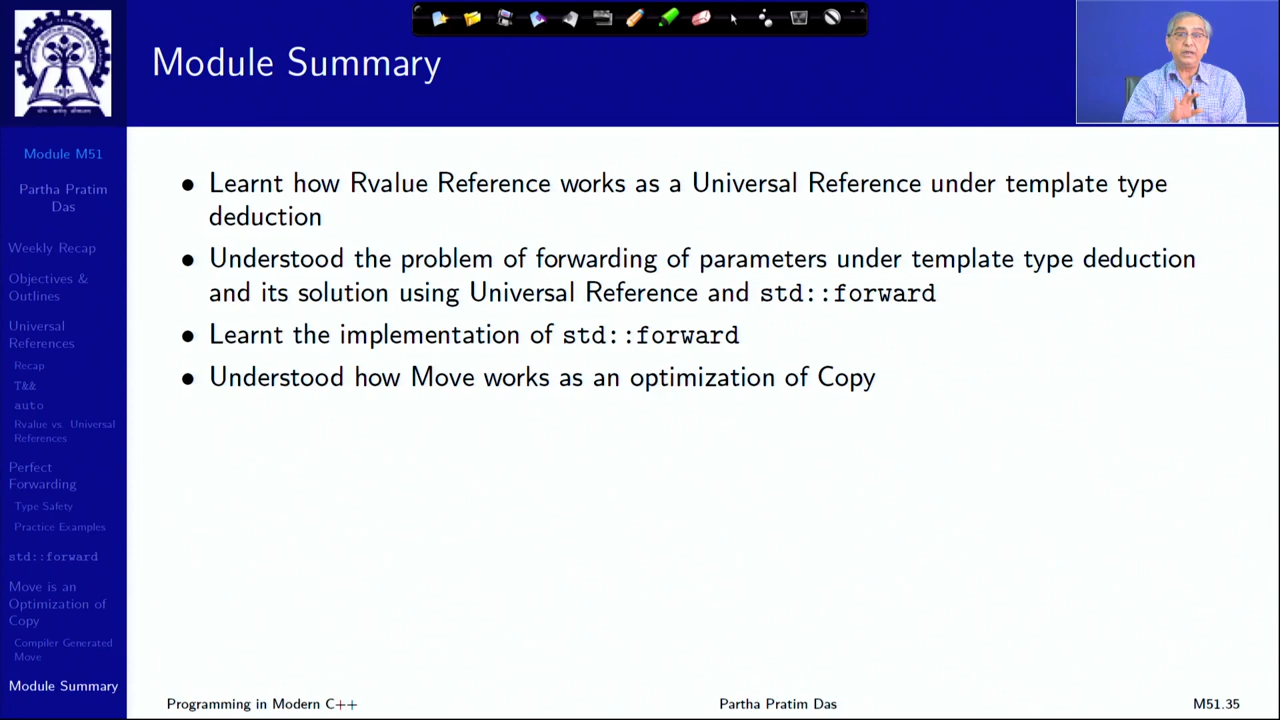 Module Summary
Module M51
Partha Pratim
Das
Weekly Recap
Objectives &
Outlines
Universal
References
Recap
T&&
auto
Rvalue vs. Universal
References
Perfect
Forwarding
Type Safety
Practice Examples
std::forward
Move is an
Optimization of
Copy
Compiler Generated
Move
Module Summary
• Learnt how Rvalue Reference works as a Universal Reference under template type
deduction
• Understood the problem of forwarding of parameters under template type deduction
and its solution using Universal Reference and std::forward
• Learnt the implementation of std::forward
• Understood how Move works as an optimization of Copy
Programming in Modern C++
Partha Pratim Das
M51.35